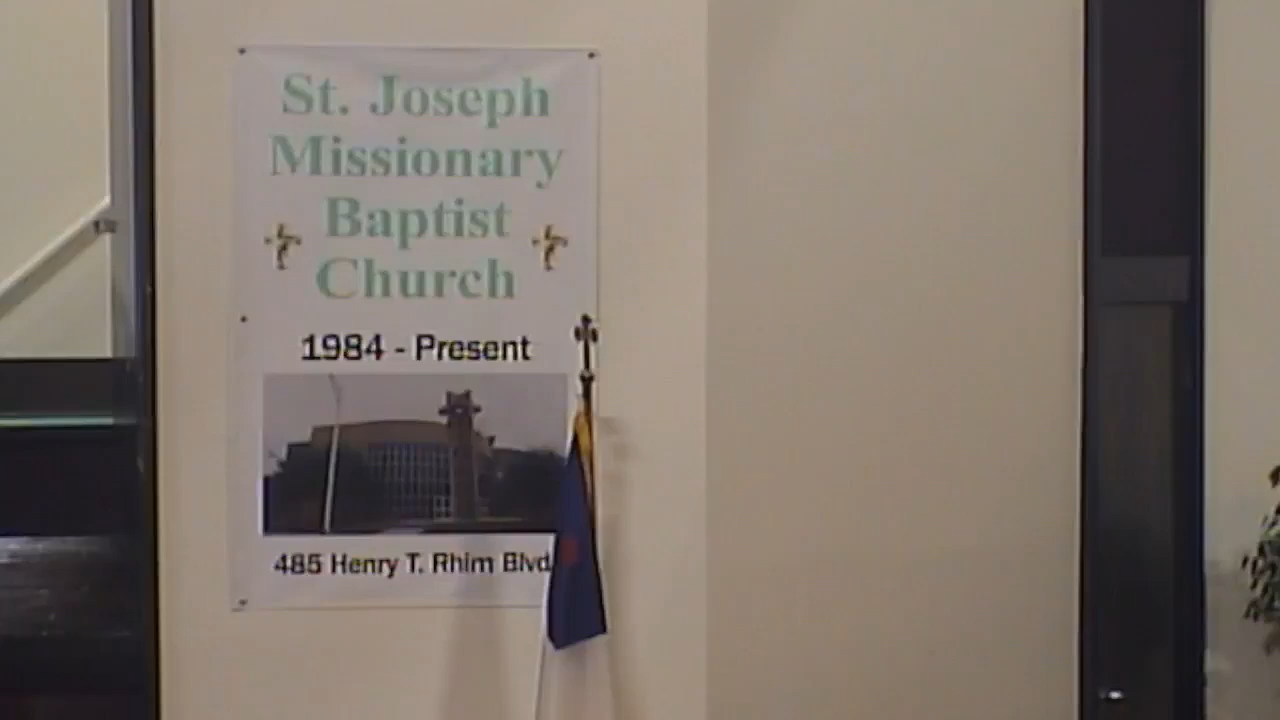 St. Joseph
Missionary
Baptist
Church
1984 - Present
485 Henry T. Rhim Blvd